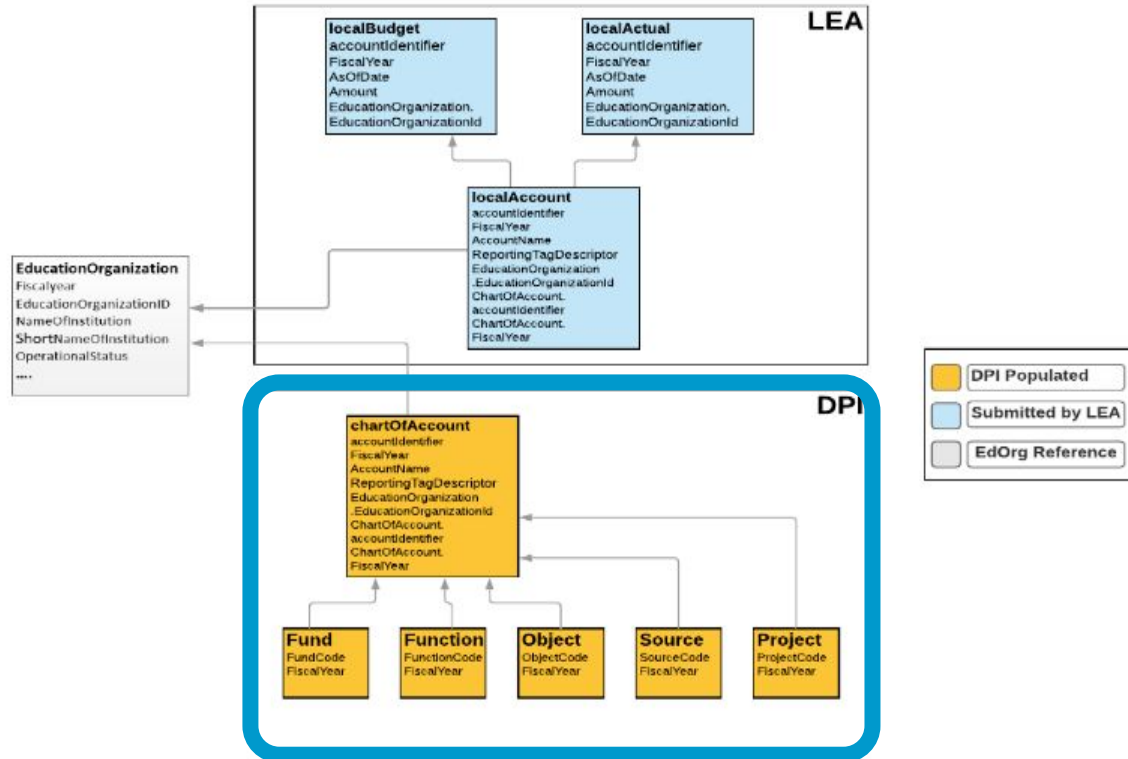 LEA
localBudget
accountIdentifier
FiscalYear
AsOfDate
Amount
EducationOrganization.
EducationOrganizationId
localActual
accountIdentifier
FiscalYear
AsOfDate
Amount
EducationOrganization.
EducationOrganizationId
localAccount
accountIdentifier
FiscalYear
AccountName
ReportingTagDescriptor
EducationOrganization
.EducationOrganizationId
ChartOfAccount.
accountIdentifier
ChartOfAccount.
FiscalYear
EducationOrganization
Fiscalyear
EducationOrganizationID
NameOfInstitution
ShortNameOfInstitution
OperationalStatus
....
DPI Populated
Submitted by LEA
EdOrg Reference
DPI
chartOfAccount
accountIdentifier
FiscalYear
AccountName
ReportingTagDescriptor
EducationOrganization
.EducationOrganizationId
ChartOfAccount.
accountIdentifier
ChartOfAccount.
FiscalYear
Fund
FundCode
FiscalYear
Function
FunctionCode
FiscalYear
Object
ObjectCode
FiscalYear
Source
SourceCode
FiscalYear
Project
ProjectCode
FiscalYear